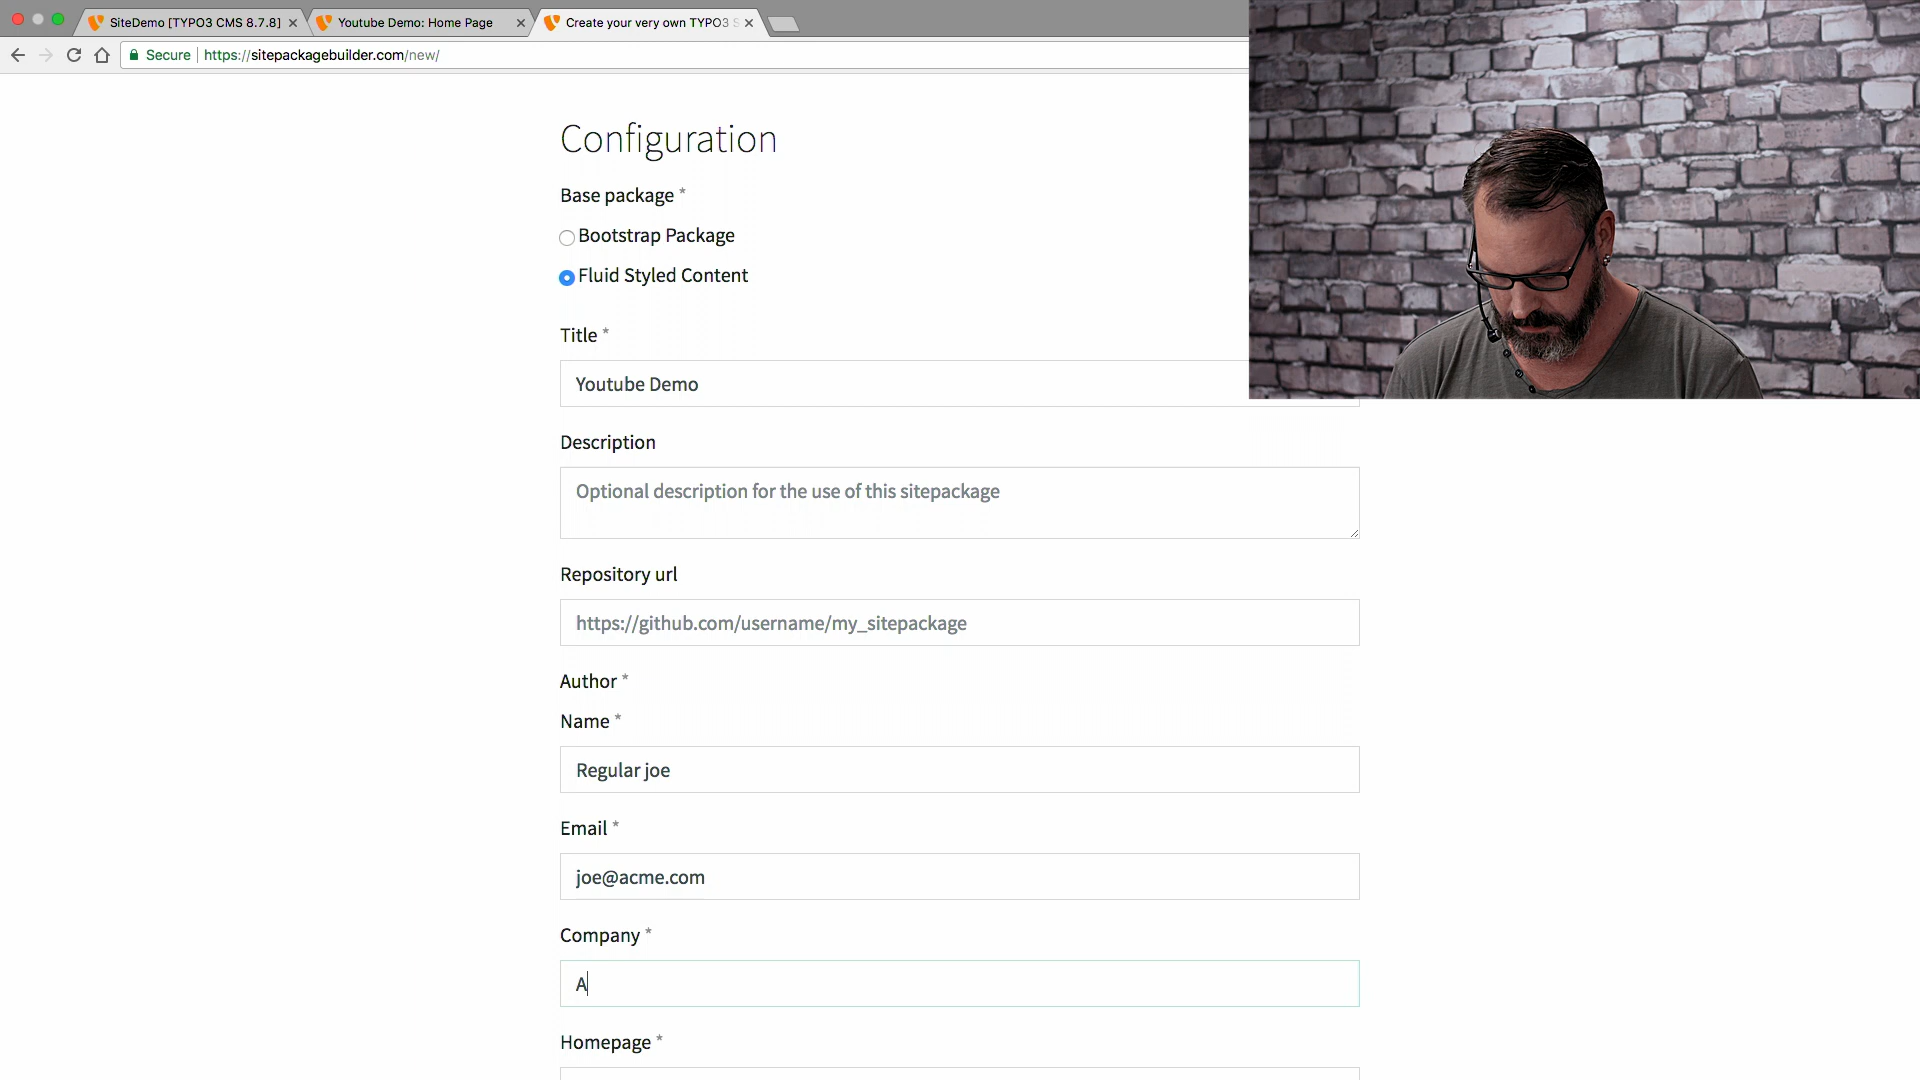 SiteDemo [TYPO3 CMS 8.7.8]
Youtube Demo: Home Page
Create your very own TYPO3 S
Secure
https://sitepackagebuilder.com/new/
Configuration
Base package *
Bootstrap Package
Fluid Styled Content
Title *
Youtube Demo
Description
Optional description for the use of this sitepackage
Repository url
https://github.com/username/my_sitepackage
Author *
Name *
Regular joe
Email *
joe@acme.com
Company *
A
Homepage *